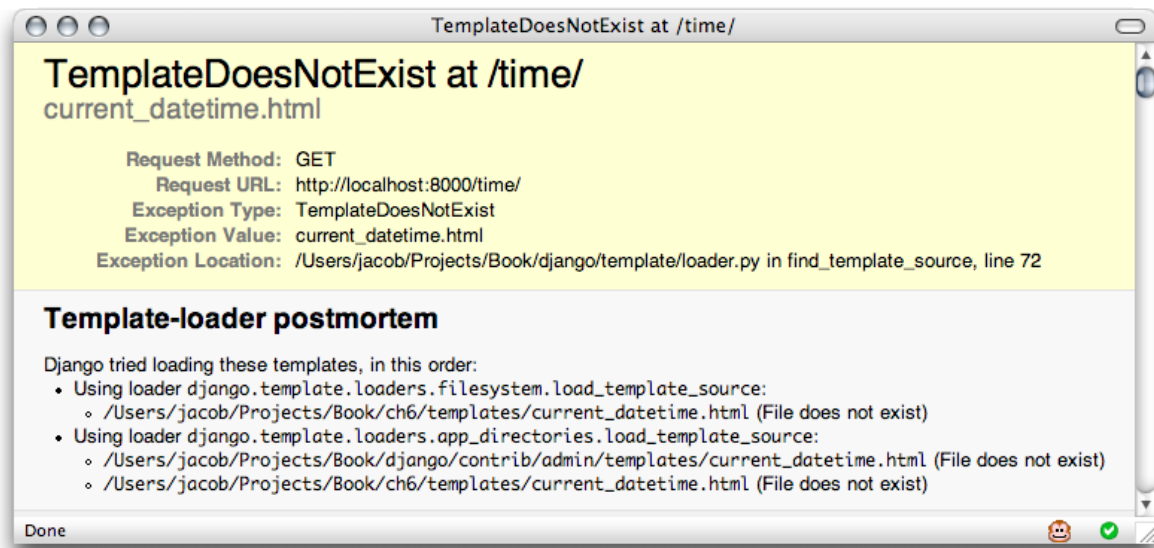 TemplateDoesNotExist at /time/
TemplateDoesNotExist at /time/
current_datetime.html
Request Method: GET
Request URL: http://localhost:8000/time/
Exception Type: TemplateDoesNotExist
Exception Value: current_datetime.html
Exception Location: /Users/jacob/Projects/Book/django/template/loader.py in find_template_source, line 72
Template-loader postmortem
Django tried loading these templates, in this order:
• Using loader django.template.loaders.filesystem.load_template_source:
◦ /Users/jacob/Projects/Book/ch6/templates/current_datetime.html (File does not exist)
• Using loader django.template.loaders.app_directories.load_template_source:
◦ /Users/jacob/Projects/Book/django/contrib/admin/templates/current_datetime.html (File does not exist)
◦ /Users/jacob/Projects/Book/ch6/templates/current_datetime.html (File does not exist)
Done